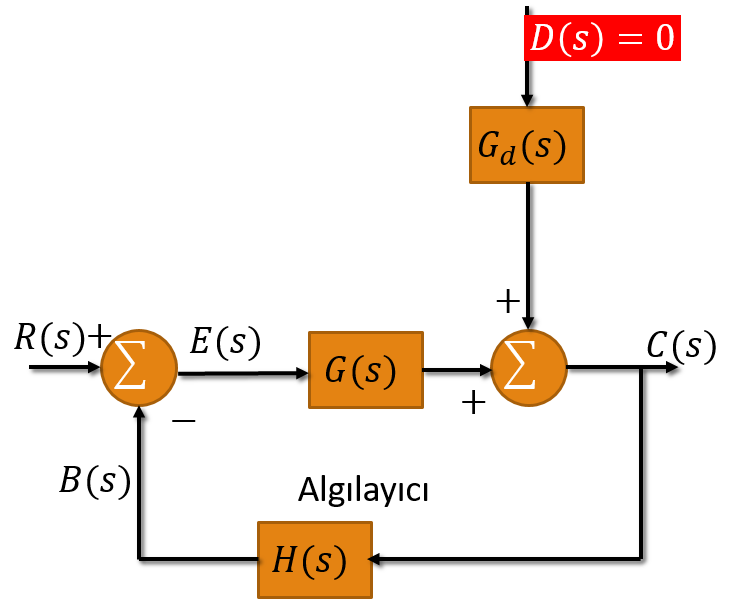 D(s) = 0
G_d(s)
+
R(s)+
∑
E(s)
G(s)
∑
C(s)
−
+
B(s)
Algılayıcı
H(s)